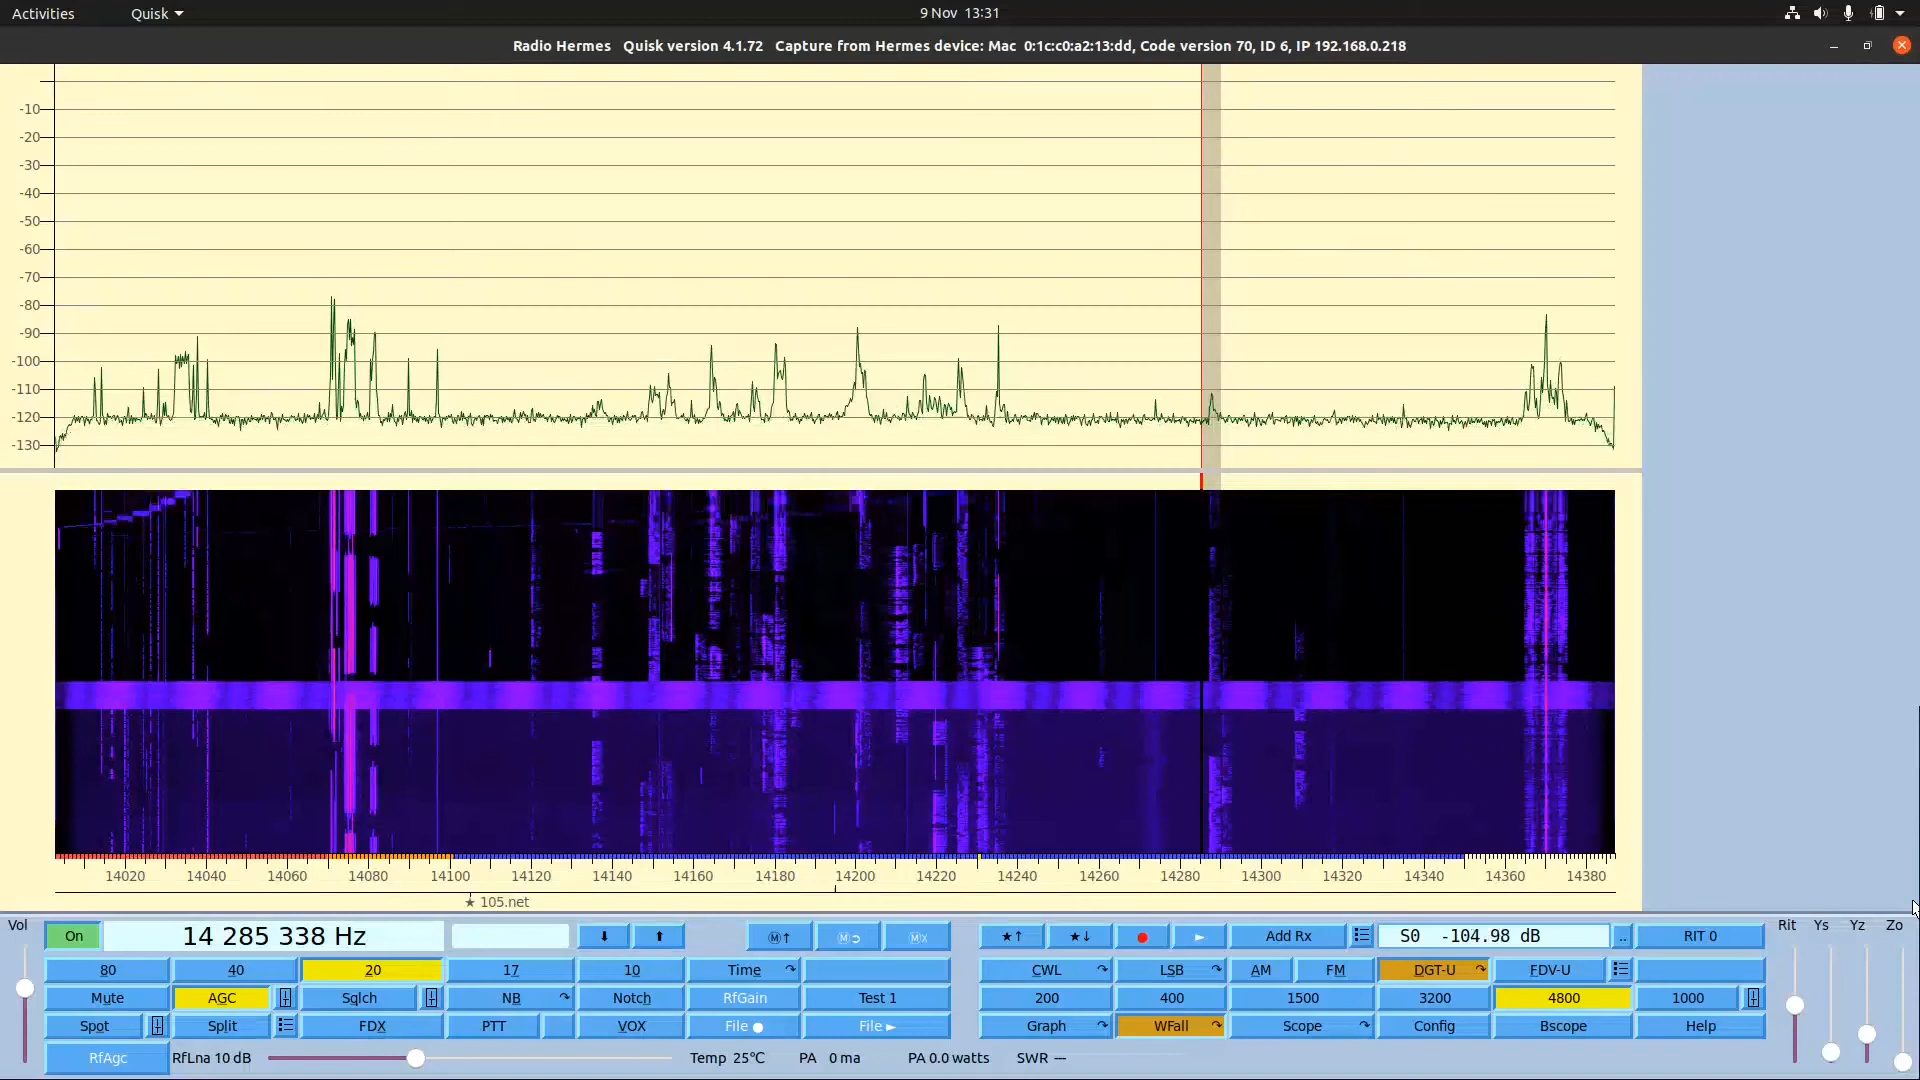 Activities Quisk 9 Nov 13:31
Radio Hermes Quisk version 4.1.72 Capture from Hermes device: Mac 0:1c:c0:a2:13:dd, Code version 70, ID 6, IP 192.168.0.218
-10
-20
-30
-40
-50
-60
-70
-80
-90
-100
-110
-120
-130
14020 14040 14060 14080 14100 14120 14140 14160 14180 14200 14220 14240 14260 14280 14300 14320 14340 14360 14380
★ 105.net
Vol On 14 285 338 Hz ⬇ ⬆ Ⓜ↑ Ⓜ⊃ Ⓜx ★↑ ★↓ ● ► Add Rx S0 -104.98 dB .. RIT 0 Rit Ys Yz Zo
80 40 20 17 10 Time CWL LSB AM FM DGT-U FDV-U
Mute AGC Sqlch NB Notch RfGain Test 1 200 400 1500 3200 4800 1000
Spot Split FDX PTT VOX File ● File ► Graph WFall Scope Config Bscope Help
RfAgc RfLna 10 dB Temp 25°C PA 0 ma PA 0.0 watts SWR ---